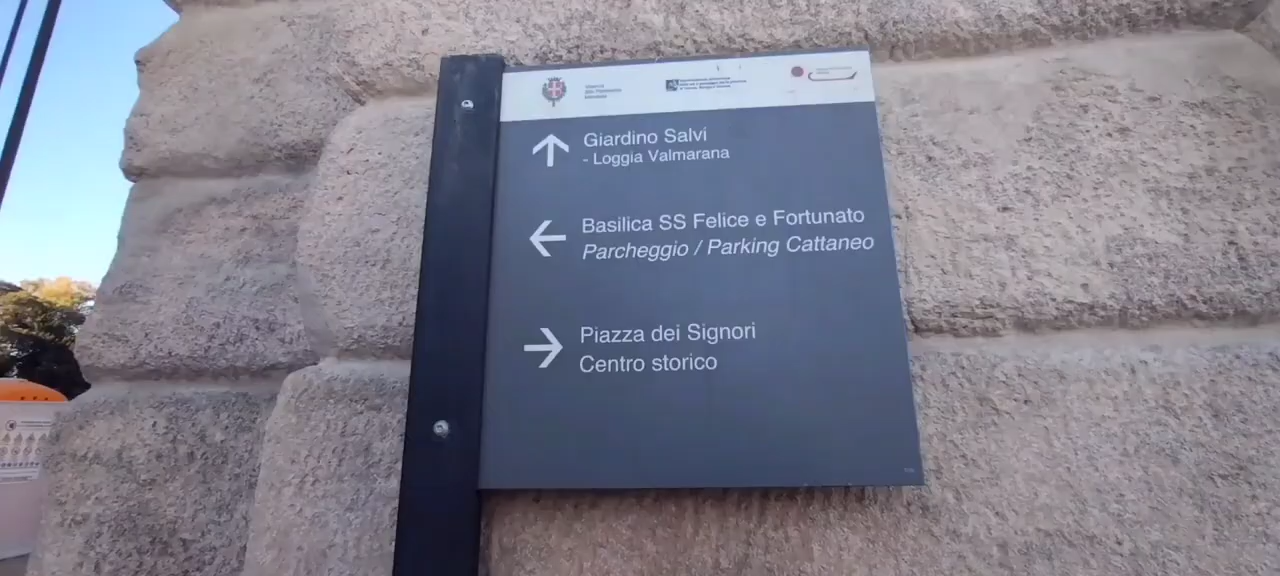 Giardino Salvi
- Loggia Valmarana
Basilica SS Felice e Fortunato
Parcheggio / Parking Cattaneo
Piazza dei Signori
Centro storico